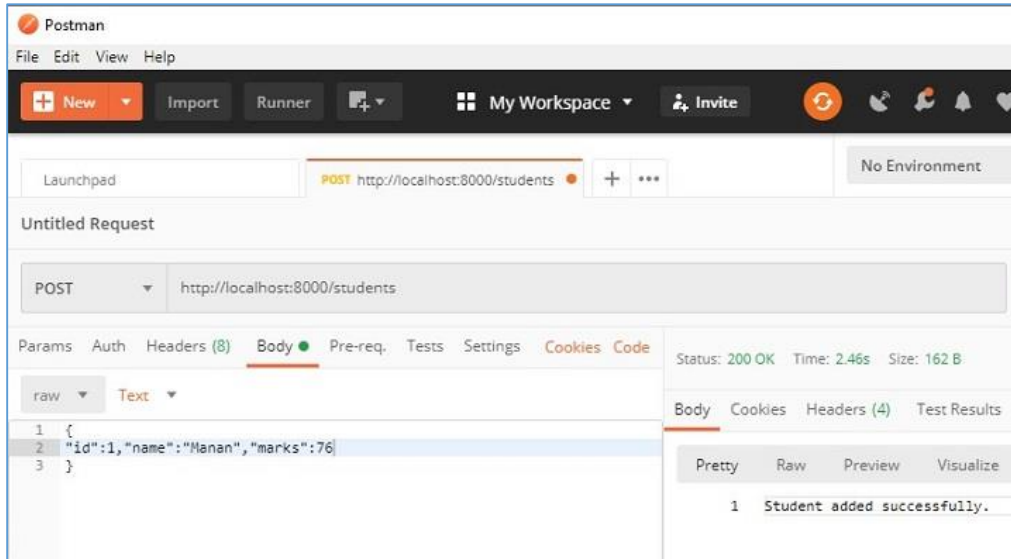 Postman
File Edit View Help
New Import Runner My Workspace Invite
Launchpad POST http://localhost:8000/students No Environment
Untitled Request
POST http://localhost:8000/students
Params Auth Headers (8) Body Pre-req. Tests Settings Cookies Code
Status: 200 OK Time: 2.46s Size: 162 B
raw Text
Body Cookies Headers (4) Test Results
1 {
2 "id":1,"name":"Manan","marks":76
3 }
Pretty Raw Preview Visualize
1 Student added successfully.